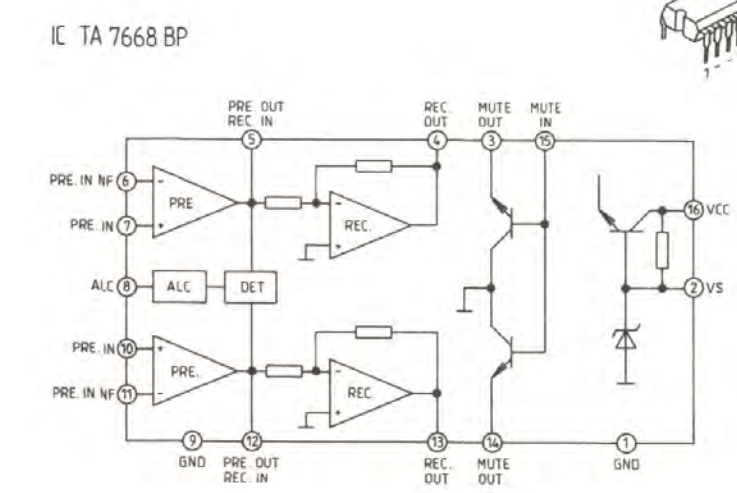 IC TA 7668 BP
1
PRE. OUT
REC. IN
5
REC.
OUT
4
MUTE
OUT
3
MUTE
IN
15
PRE. IN NF 6
-
PRE
+
PRE. IN 7
-
REC.
+
16 VCC
ALC 8
ALC
DET
2 VS
PRE. IN 10
+
PRE.
-
PRE. IN NF 11
-
REC.
+
9
GND
12
PRE. OUT
REC. IN
13
REC.
OUT
14
MUTE
OUT
1
GND